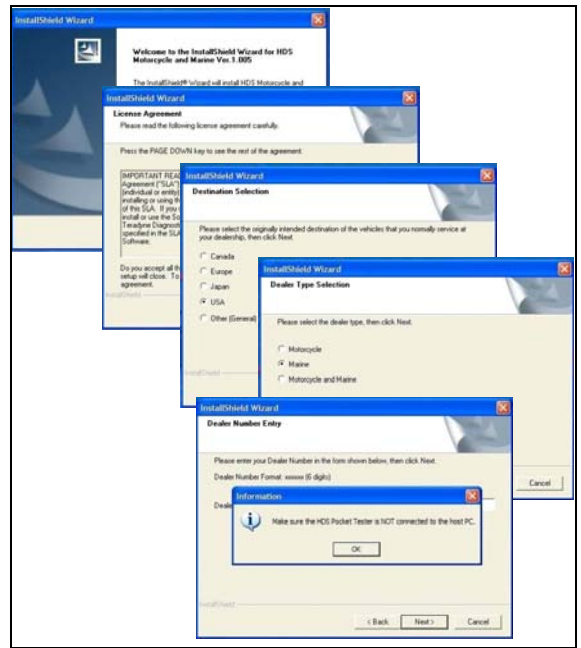 InstallShield Wizard
Welcome to the InstallShield Wizard for HDS
Motorcycle and Marine Ver.1.005
The InstallShield® Wizard will install HDS Motorcycle and
InstallShield Wizard
License Agreement
Please read the following license agreement carefully.
Press the PAGE DOWN key to see the rest of the agreement.
IMPORTANT REA
Agreement ("SLA")
(individual or entity)
installing or using th
of this SLA. If you
install or use the So
Teradyne Diagnost
specified in the SLA
Software.
Do you accept all th
setup will close. To
agreement.
InstallShield
InstallShield Wizard
Destination Selection
Please select the originally intended destination of the vehicles that you normally service at
your dealership, then click Next.
Canada
Europe
Japan
USA
Other (General)
InstallShield
InstallShield Wizard
Dealer Type Selection
Please select the dealer type, then click Next.
Motorcycle
Marine
Motorcycle and Marine
Cancel
InstallShield Wizard
Dealer Number Entry
Please enter your Dealer Number in the form shown below, then click Next.
Dealer Number Format: xxxxxx (6 digits)
Deale
Information
Make sure the HDS Pocket Tester is NOT connected to the host PC.
OK
InstallShield
< Back
Next >
Cancel